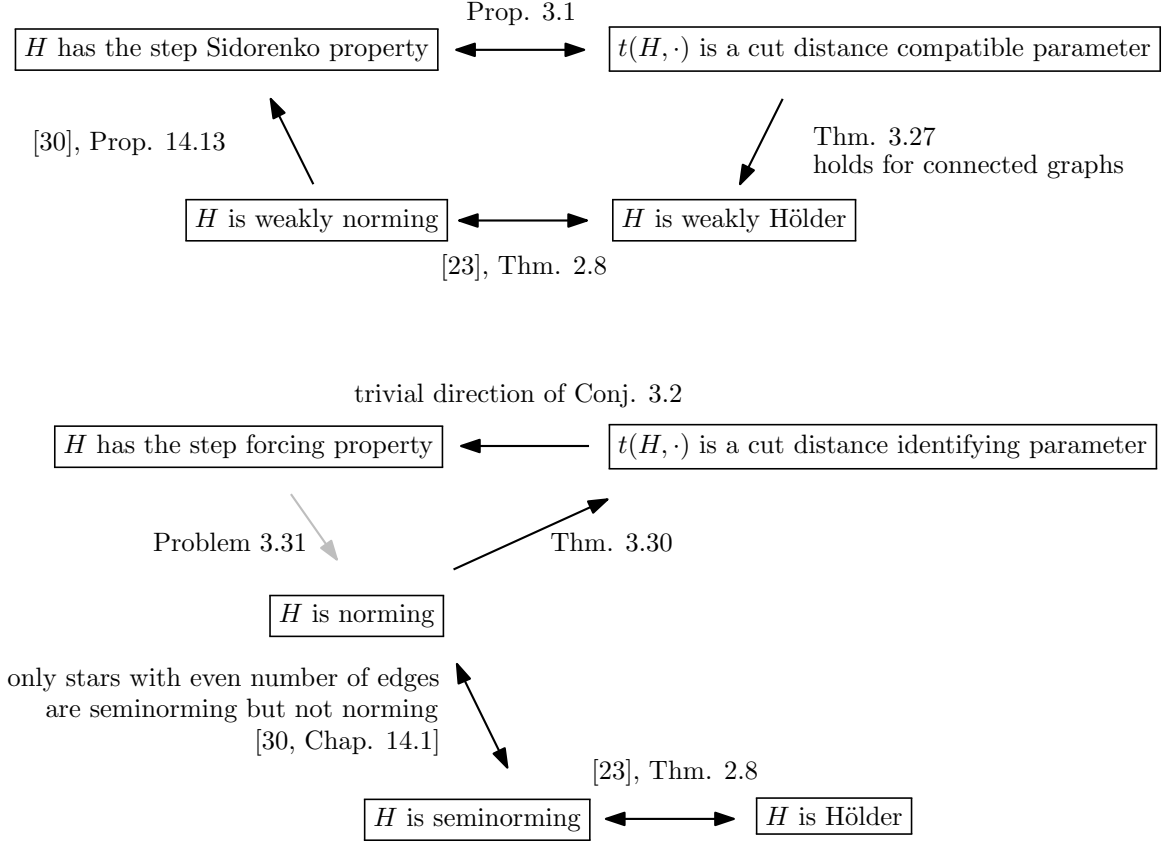 Prop. 3.1
H has the step Sidorenko property
t(H, ·) is a cut distance compatible parameter
[30], Prop. 14.13
Thm. 3.27
holds for connected graphs
H is weakly norming
H is weakly Hölder
[23], Thm. 2.8
trivial direction of Conj. 3.2
H has the step forcing property
t(H, ·) is a cut distance identifying parameter
Problem 3.31
Thm. 3.30
H is norming
only stars with even number of edges
are seminorming but not norming
[30, Chap. 14.1]
[23], Thm. 2.8
H is seminorming
H is Hölder